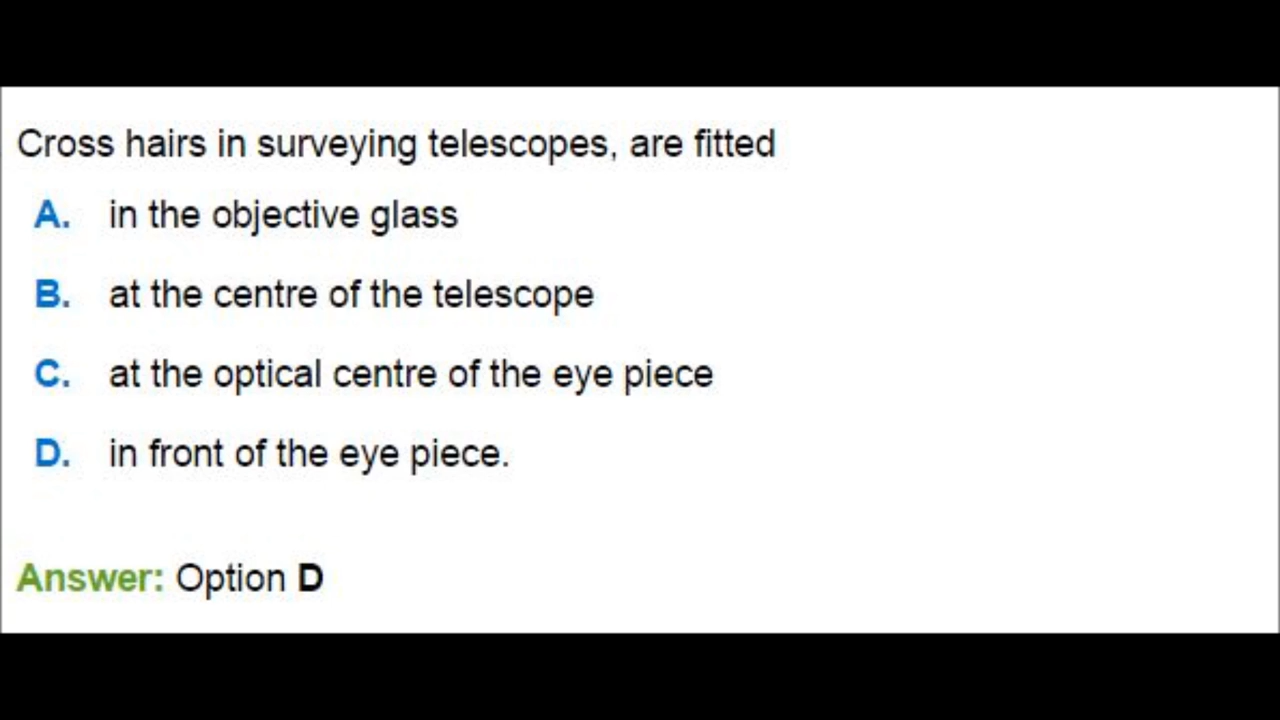 Cross hairs in surveying telescopes, are fitted
A. in the objective glass
B. at the centre of the telescope
C. at the optical centre of the eye piece
D. in front of the eye piece.
Answer: Option D